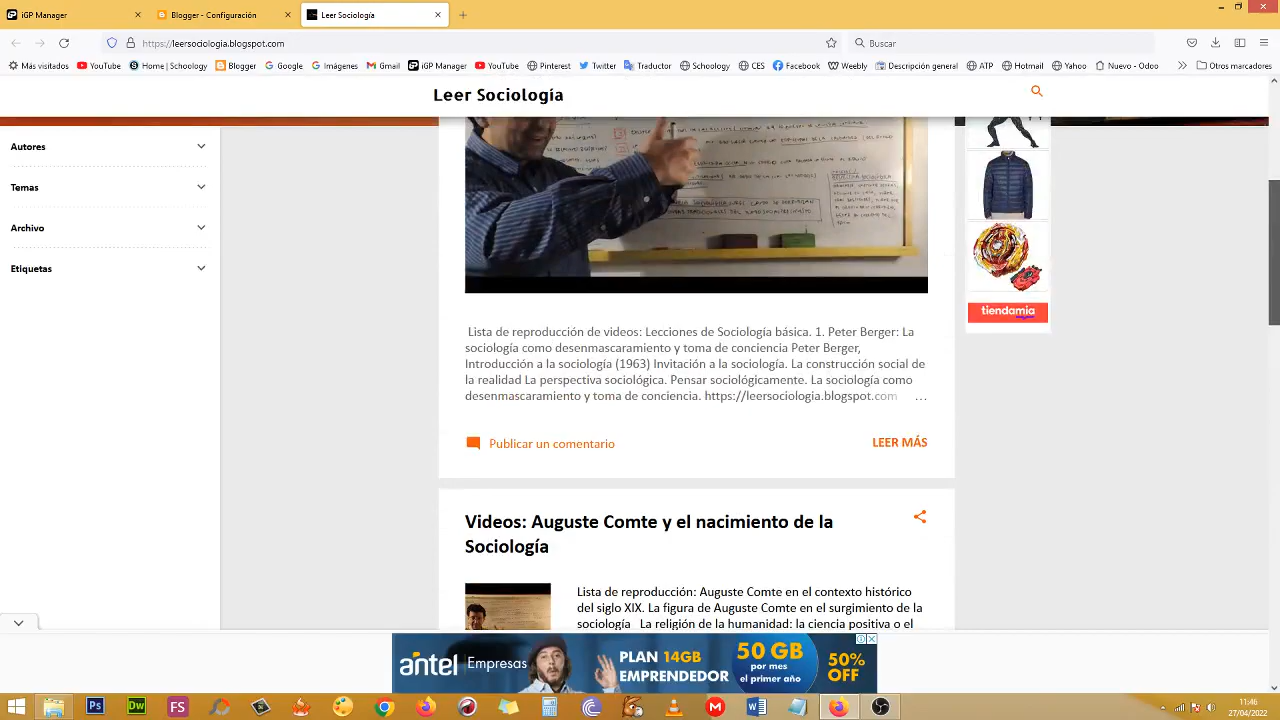 iGP Manager
Blogger - Configuración
Leer Sociología
https://leersociologia.blogspot.com
Buscar
Más visitados
YouTube
Home | Schoology
Blogger
Google
Imágenes
Gmail
iGP Manager
YouTube
Pinterest
Twitter
Traductor
Schoology
CES
Facebook
Weebly
Descripción general
ATP
Hotmail
Yahoo
Nuevo - Odoo
Otros marcadores
Leer Sociología
Autores
Temas
Archivo
Etiquetas
tiendamia
Lista de reproducción de videos: Lecciones de Sociología básica. 1. Peter Berger: La
sociología como desenmascaramiento y toma de conciencia Peter Berger,
Introducción a la sociología (1963) Invitación a la sociología. La construcción social de
la realidad La perspectiva sociológica. Pensar sociológicamente. La sociología como
desenmascaramiento y toma de conciencia. https://leersociologia.blogspot.com ...
Publicar un comentario
LEER MÁS
Videos: Auguste Comte y el nacimiento de la
Sociología
Lista de reproducción: Auguste Comte en el contexto histórico
del siglo XIX. La figura de Auguste Comte en el surgimiento de la
sociología La religión de la humanidad: la ciencia positiva o el
antel Empresas
PLAN 14GB
EMPRENDEDOR
50 GB
por mes
el primer año
50%
OFF
Ps
Dw
FS
11:46
27/04/2022